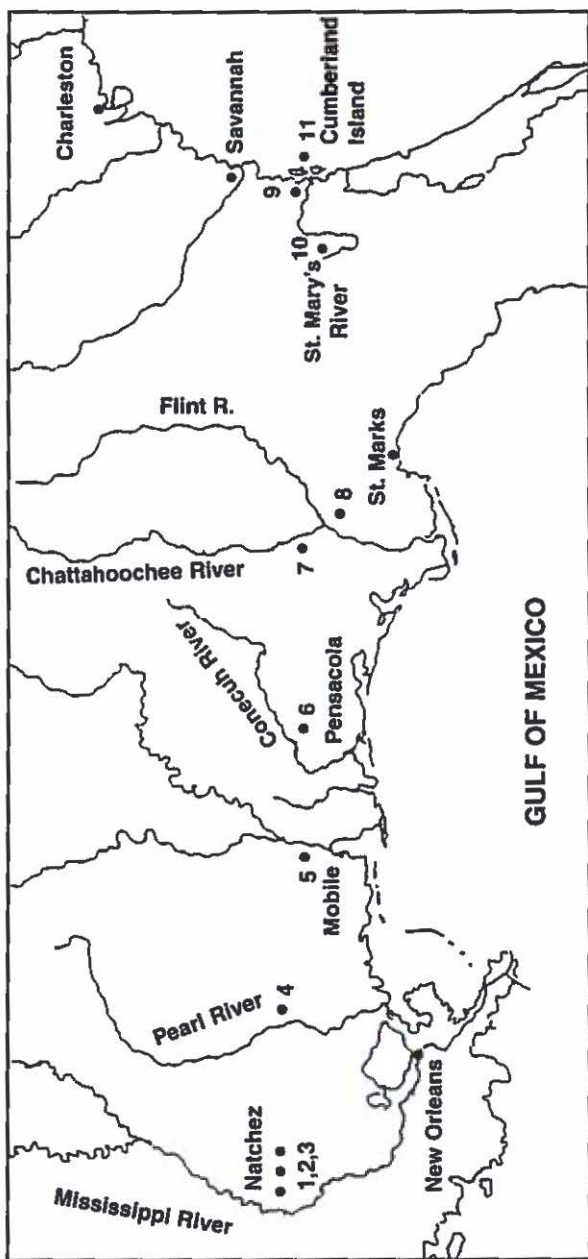 Mississippi River
Natchez
1,2,3
New Orleans
Pearl River
4
5
Mobile
Conecuh River
6
Pensacola
Chattahoochee River
7
Flint R.
8
St. Marks
GULF OF MEXICO
Charleston
Savannah
9
11
Cumberland
Island
10
St. Mary's
River